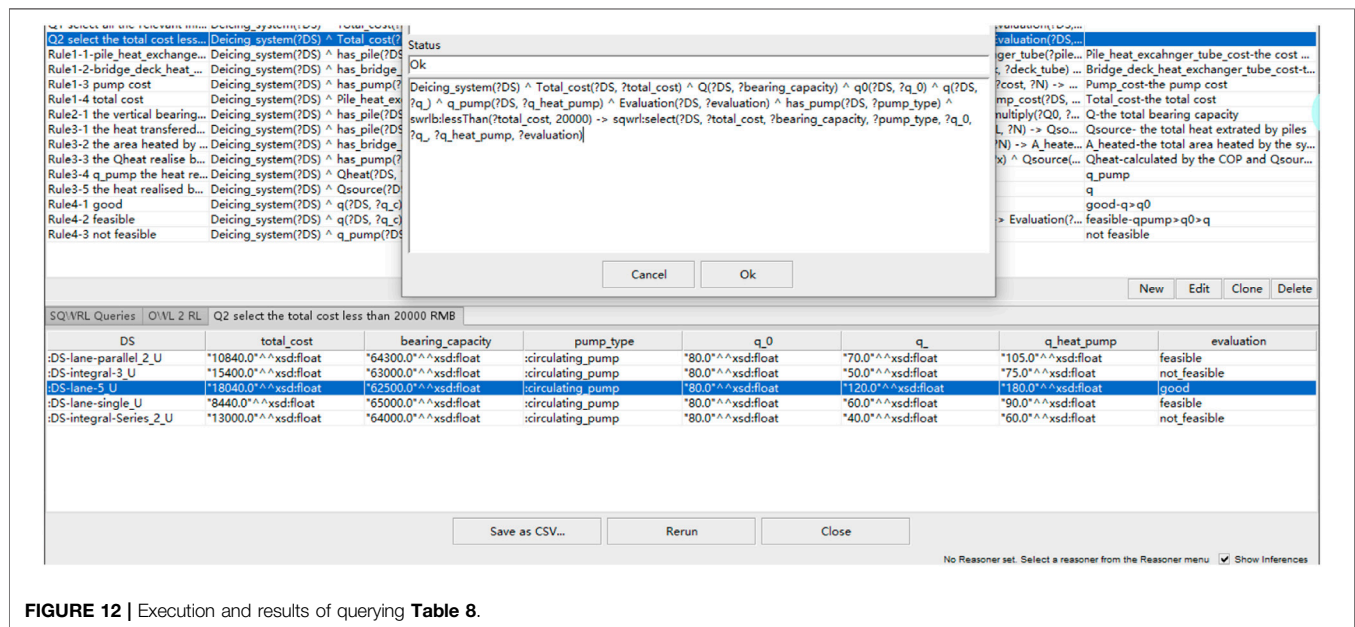 Q2 select the total cost less... Deicing_system(?DS) ^ Total_cost(? valuation(?DS,...
Rule1-1-pile_heat_exchange... Deicing_system(?DS) ^ has_pile(?DS ger_tube(?pile... Pile_heat_excahnger_tube_cost-the cost ...
Rule1-2-bridge_deck_heat_... Deicing_system(?DS) ^ has_bridge_ ?deck_tube) ... Bridge_deck_heat_exchanger_tube_cost-t...
Rule1-3 pump cost Deicing_system(?DS) ^ has_pump(? ?cost, ?N) -> ... Pump_cost-the pump cost
Rule1-4 total cost Deicing_system(?DS) ^ Pile_heat_ex mp_cost(?DS, ... Total_cost-the total cost
Rule2-1 the vertical bearing... Deicing_system(?DS) ^ has_pile(?DS multiply(?Q0, ?... Q-the total bearing capacity
Rule3-1 the heat transfered... Deicing_system(?DS) ^ has_pile(?DS L, ?N) -> Qso... Qsource- the total heat extrated by piles
Rule3-2 the area heated by ... Deicing_system(?DS) ^ has_bridge_ ?N) -> A_heate... A_heated-the total area heated by the sy...
Rule3-3 the Qheat realise b... Deicing_system(?DS) ^ has_pump(? ?x) ^ Qsource(... Qheat-calculated by the COP and Qsour...
Rule3-4 q_pump the heat re... Deicing_system(?DS) ^ Qheat(?DS, q_pump
Rule3-5 the heat realised b... Deicing_system(?DS) ^ Qsource(?D q
Rule4-1 good Deicing_system(?DS) ^ q(?DS, ?q_c) good-q>q0
Rule4-2 feasible Deicing_system(?DS) ^ q(?DS, ?q_c) > Evaluation(?... feasible-qpump>q0>q
Rule4-3 not feasible Deicing_system(?DS) ^ q_pump(?DS not feasible
Status
Ok
Deicing_system(?DS) ^ Total_cost(?DS, ?total_cost) ^ Q(?DS, ?bearing_capacity) ^ q0(?DS, ?q_0) ^ q(?DS,
?q_) ^ q_pump(?DS, ?q_heat_pump) ^ Evaluation(?DS, ?evaluation) ^ has_pump(?DS, ?pump_type) ^
swrlb:lessThan(?total_cost, 20000) -> sqwrl:select(?DS, ?total_cost, ?bearing_capacity, ?pump_type, ?q_0,
?q_, ?q_heat_pump, ?evaluation)
Cancel Ok
New Edit Clone Delete
SQWRL Queries OWL 2 RL Q2 select the total cost less than 20000 RMB
DS total_cost bearing_capacity pump_type q_0 q_ q_heat_pump evaluation
:DS-lane-parallel_2_U "10840.0"^^xsd:float "64300.0"^^xsd:float :circulating_pump "80.0"^^xsd:float "70.0"^^xsd:float "105.0"^^xsd:float feasible
:DS-integral-3_U "15400.0"^^xsd:float "63000.0"^^xsd:float :circulating_pump "80.0"^^xsd:float "50.0"^^xsd:float "75.0"^^xsd:float not_feasible
:DS-lane-5_U "18040.0"^^xsd:float "62500.0"^^xsd:float :circulating_pump "80.0"^^xsd:float "120.0"^^xsd:float "180.0"^^xsd:float good
:DS-lane-single_U "8440.0"^^xsd:float "65000.0"^^xsd:float :circulating_pump "80.0"^^xsd:float "60.0"^^xsd:float "90.0"^^xsd:float feasible
:DS-integral-Series_2_U "13000.0"^^xsd:float "64000.0"^^xsd:float :circulating_pump "80.0"^^xsd:float "40.0"^^xsd:float "60.0"^^xsd:float not_feasible
Save as CSV... Rerun Close
No Reasoner set. Select a reasoner from the Reasoner menu Show Inferences
FIGURE 12 | Execution and results of querying Table 8.